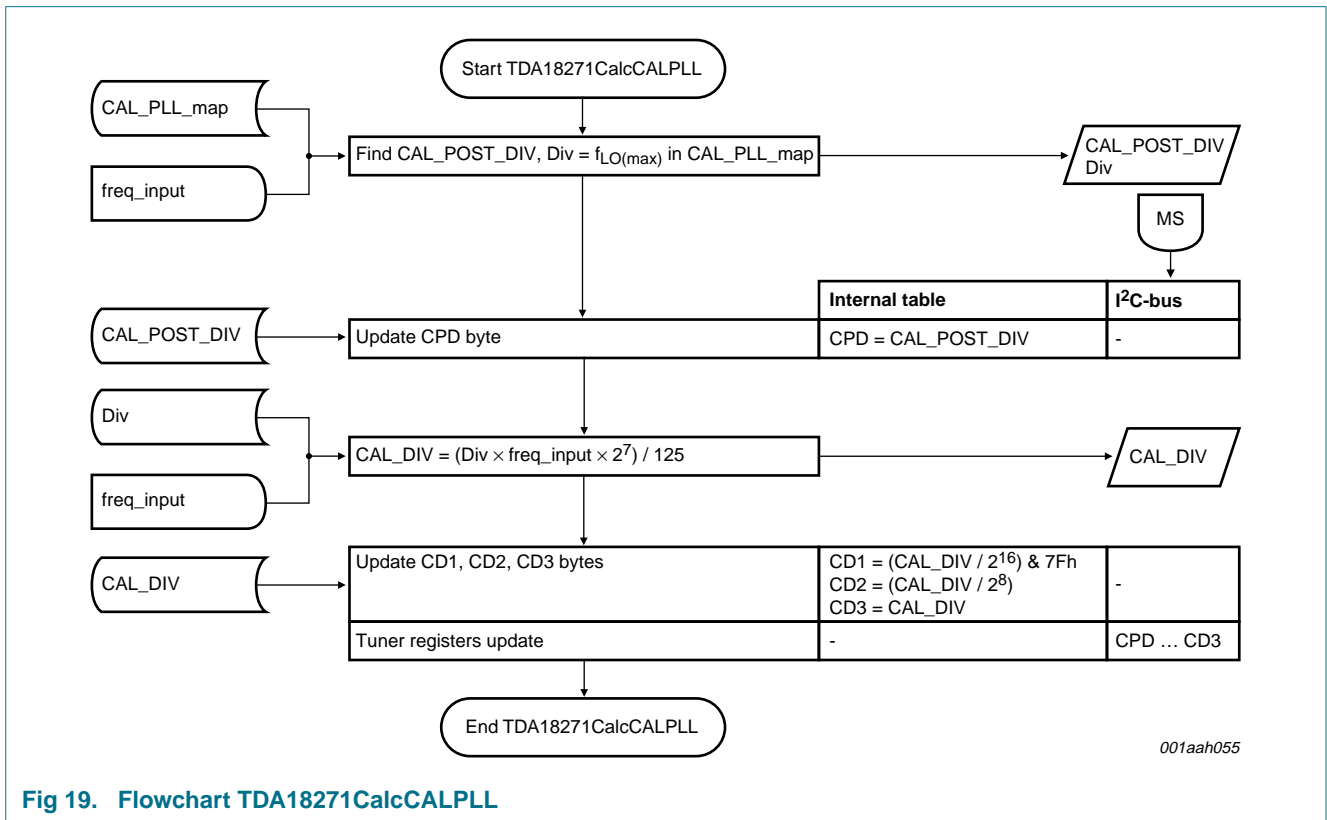 Start TDA18271CalcCALPLL
CAL_PLL_map
freq_input
Find CAL_POST_DIV, Div = fLO(max) in CAL_PLL_map
CAL_POST_DIV
Div
MS
Internal table
I2C-bus
CAL_POST_DIV
Update CPD byte
CPD = CAL_POST_DIV
-
Div
freq_input
CAL_DIV = (Div × freq_input × 2⁷) / 125
CAL_DIV
CAL_DIV
Update CD1, CD2, CD3 bytes
CD1 = (CAL_DIV / 2¹⁶) & 7Fh
CD2 = (CAL_DIV / 2⁸)
CD3 = CAL_DIV
-
Tuner registers update
-
CPD … CD3
End TDA18271CalcCALPLL
001aah055
Fig 19. Flowchart TDA18271CalcCALPLL